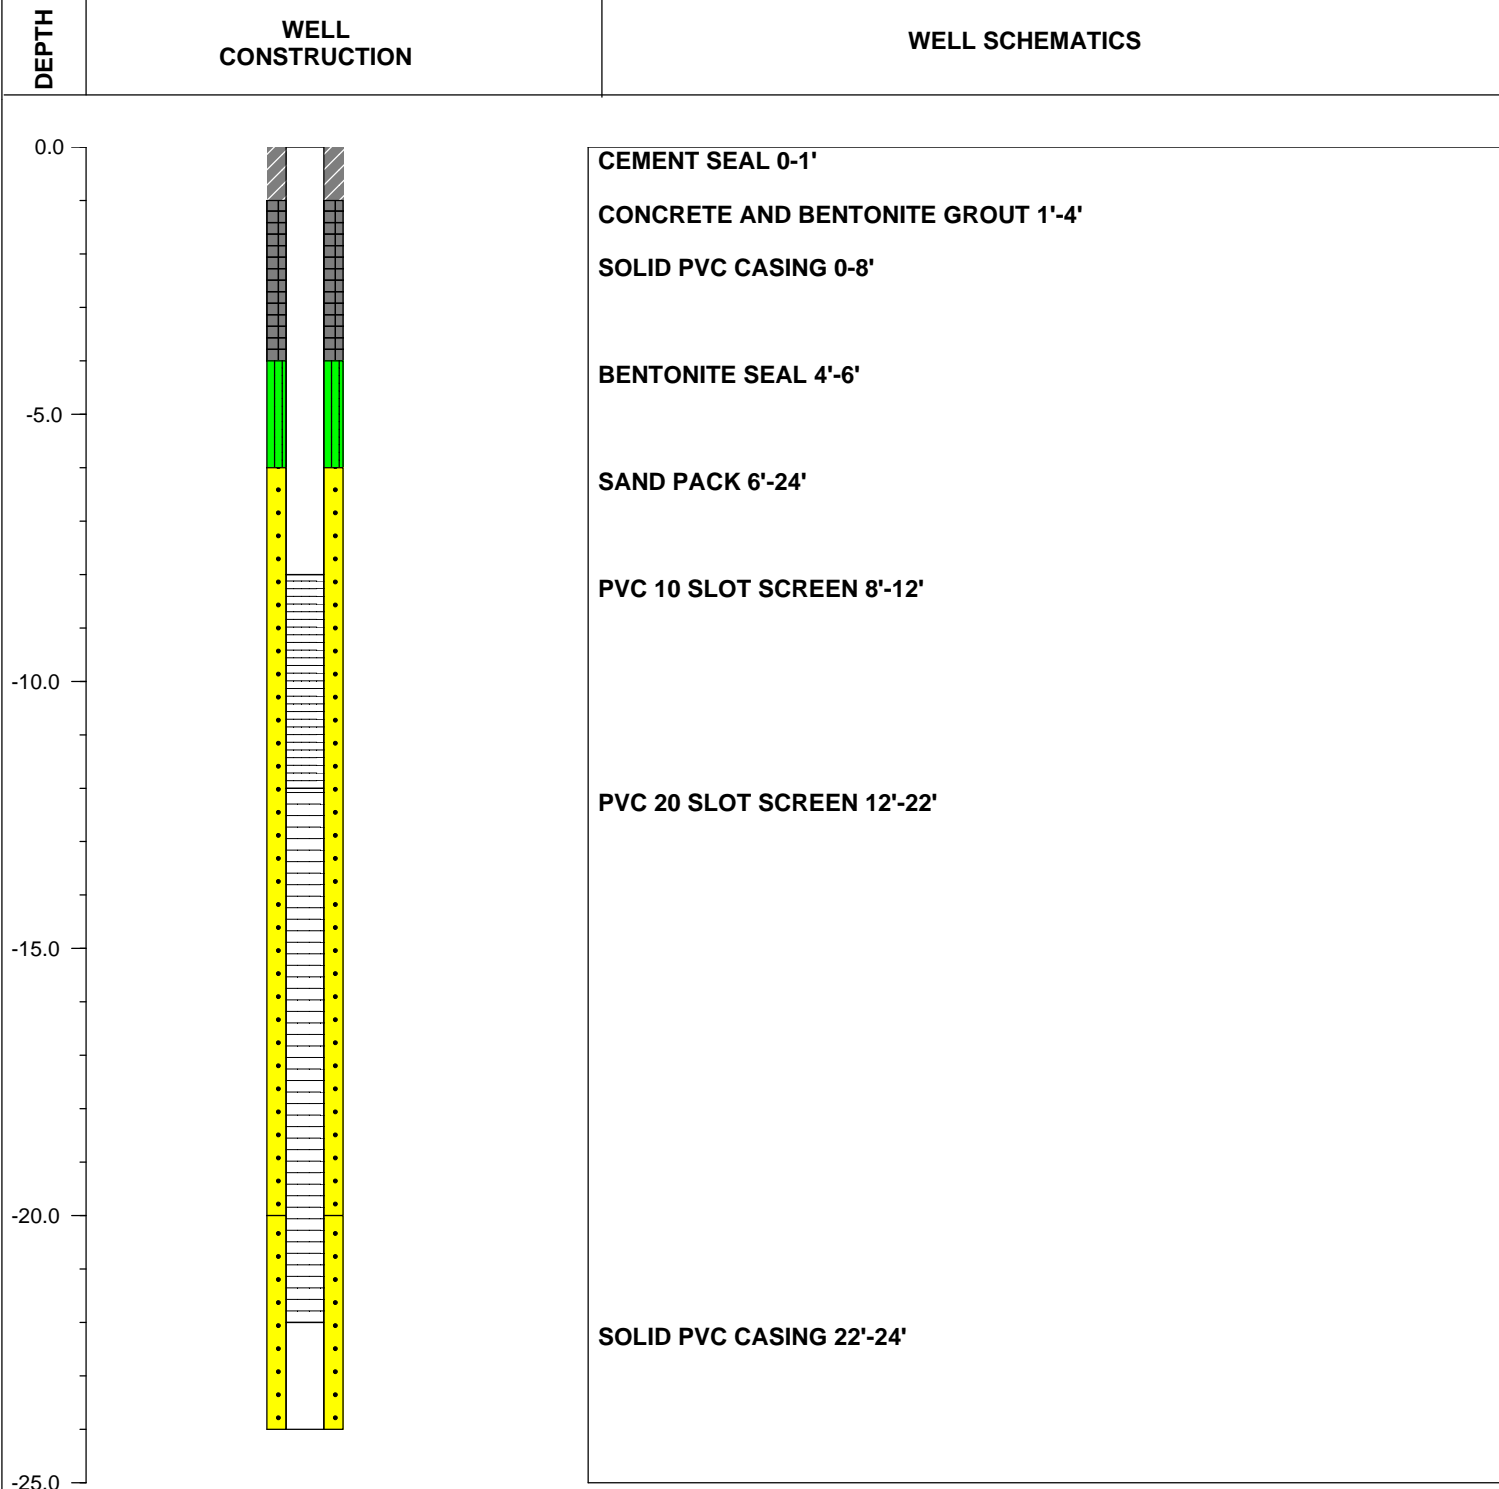 DEPTH
WELL
CONSTRUCTION
WELL SCHEMATICS
0.0
CEMENT SEAL 0-1'
CONCRETE AND BENTONITE GROUT 1'-4'
SOLID PVC CASING 0-8'
BENTONITE SEAL 4'-6'
-5.0
SAND PACK 6'-24'
PVC 10 SLOT SCREEN 8'-12'
-10.0
PVC 20 SLOT SCREEN 12'-22'
-15.0
-20.0
SOLID PVC CASING 22'-24'
-25.0